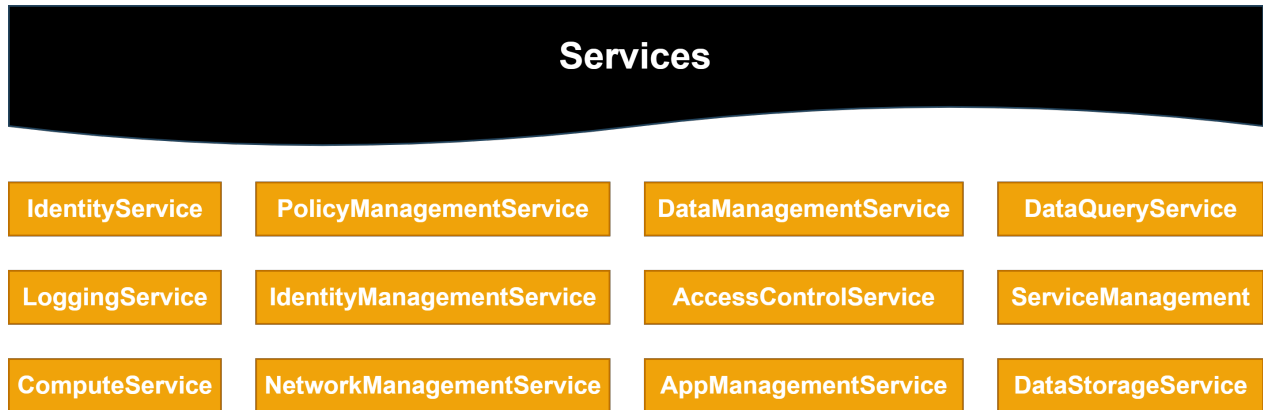 Services
IdentityService PolicyManagementService DataManagementService DataQueryService
LoggingService IdentityManagementService AccessControlService ServiceManagement
ComputeService NetworkManagementService AppManagementService DataStorageService